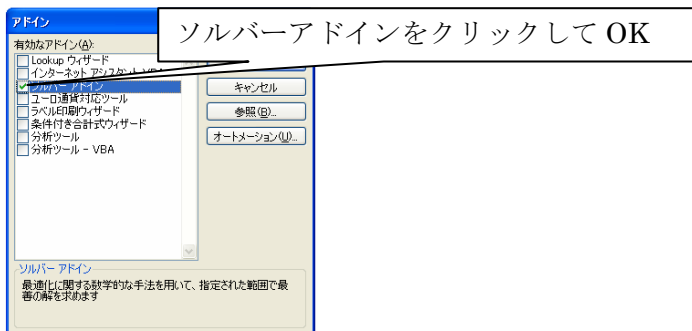 アドイン
ソルバーアドインをクリックして OK
有効なアドイン(A):
Lookup ウィザード
インターネット アシスタント VBA
ソルバー アドイン
ユーロ通貨対応ツール
ラベル印刷ウィザード
条件付き合計式ウィザード
分析ツール
分析ツール - VBA
キャンセル
参照(B)...
オートメーション(U)...
ソルバー アドイン
最適化に関する数学的な手法を用いて、指定された範囲で最
善の解を求めます